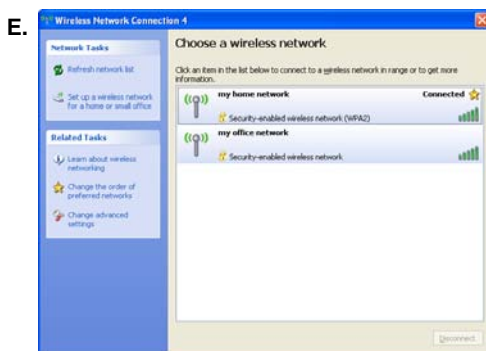 E.
Wireless Network Connection 4
Network Tasks
Refresh network list
Set up a wireless network
for a home or small office
Related Tasks
Learn about wireless
networking
Change the order of
preferred networks
Change advanced
settings
Choose a wireless network
Click an item in the list below to connect to a wireless network in range or to get more
information.
my home network Connected
Security-enabled wireless network (WPA2)
my office network
Security-enabled wireless network
Disconnect